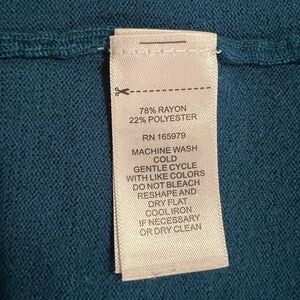 78% RAYON
22% POLYESTER
RN 165979
MACHINE WASH
COLD
GENTLE CYCLE
WITH LIKE COLORS
DO NOT BLEACH
RESHAPE AND
DRY FLAT
COOL IRON
IF NECESSARY
OR DRY CLEAN